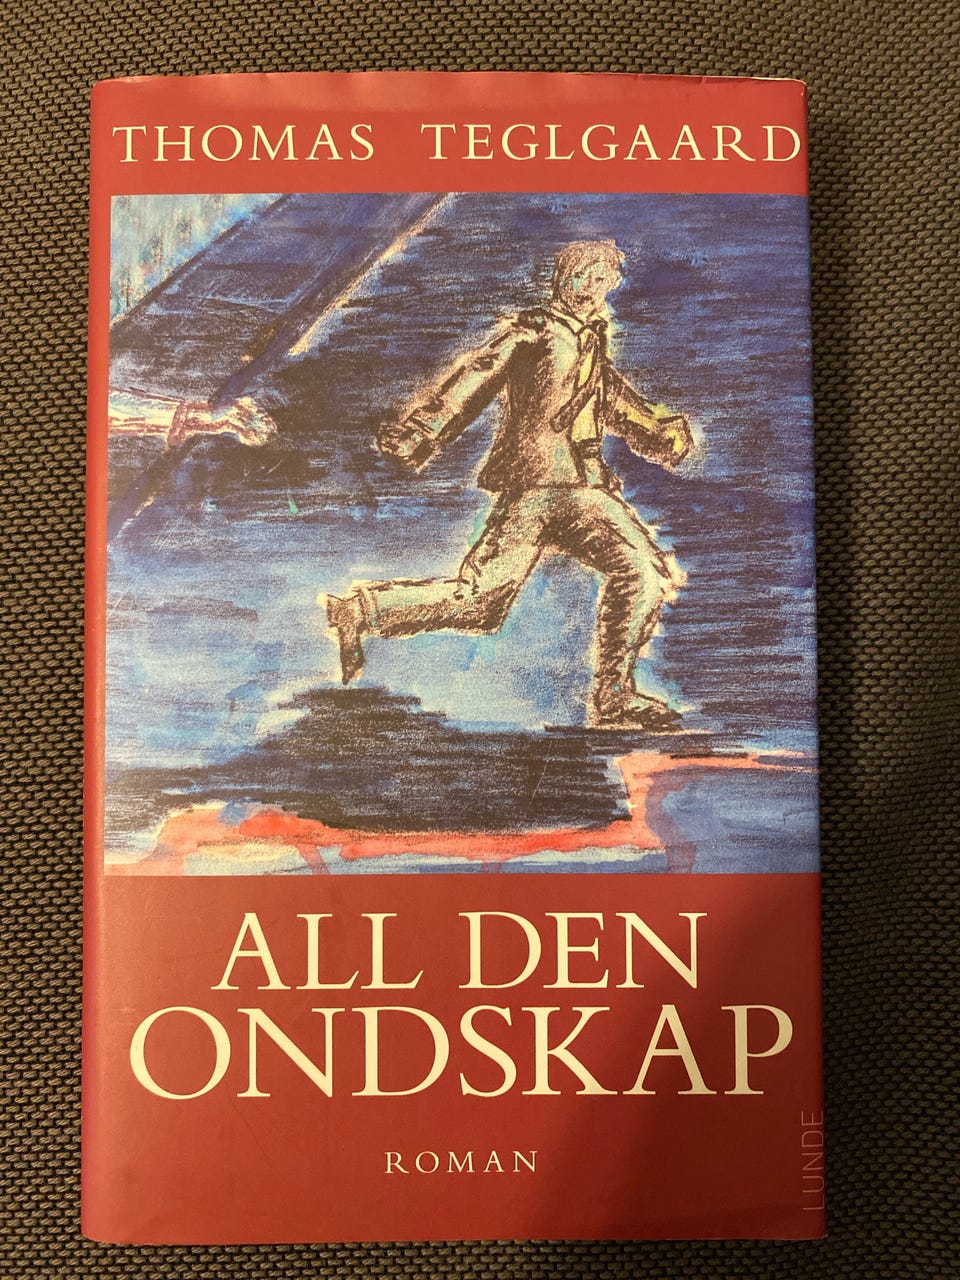 THOMAS TEGLGAARD
ALL DEN
ONDSKAP
ROMAN
LUNDE